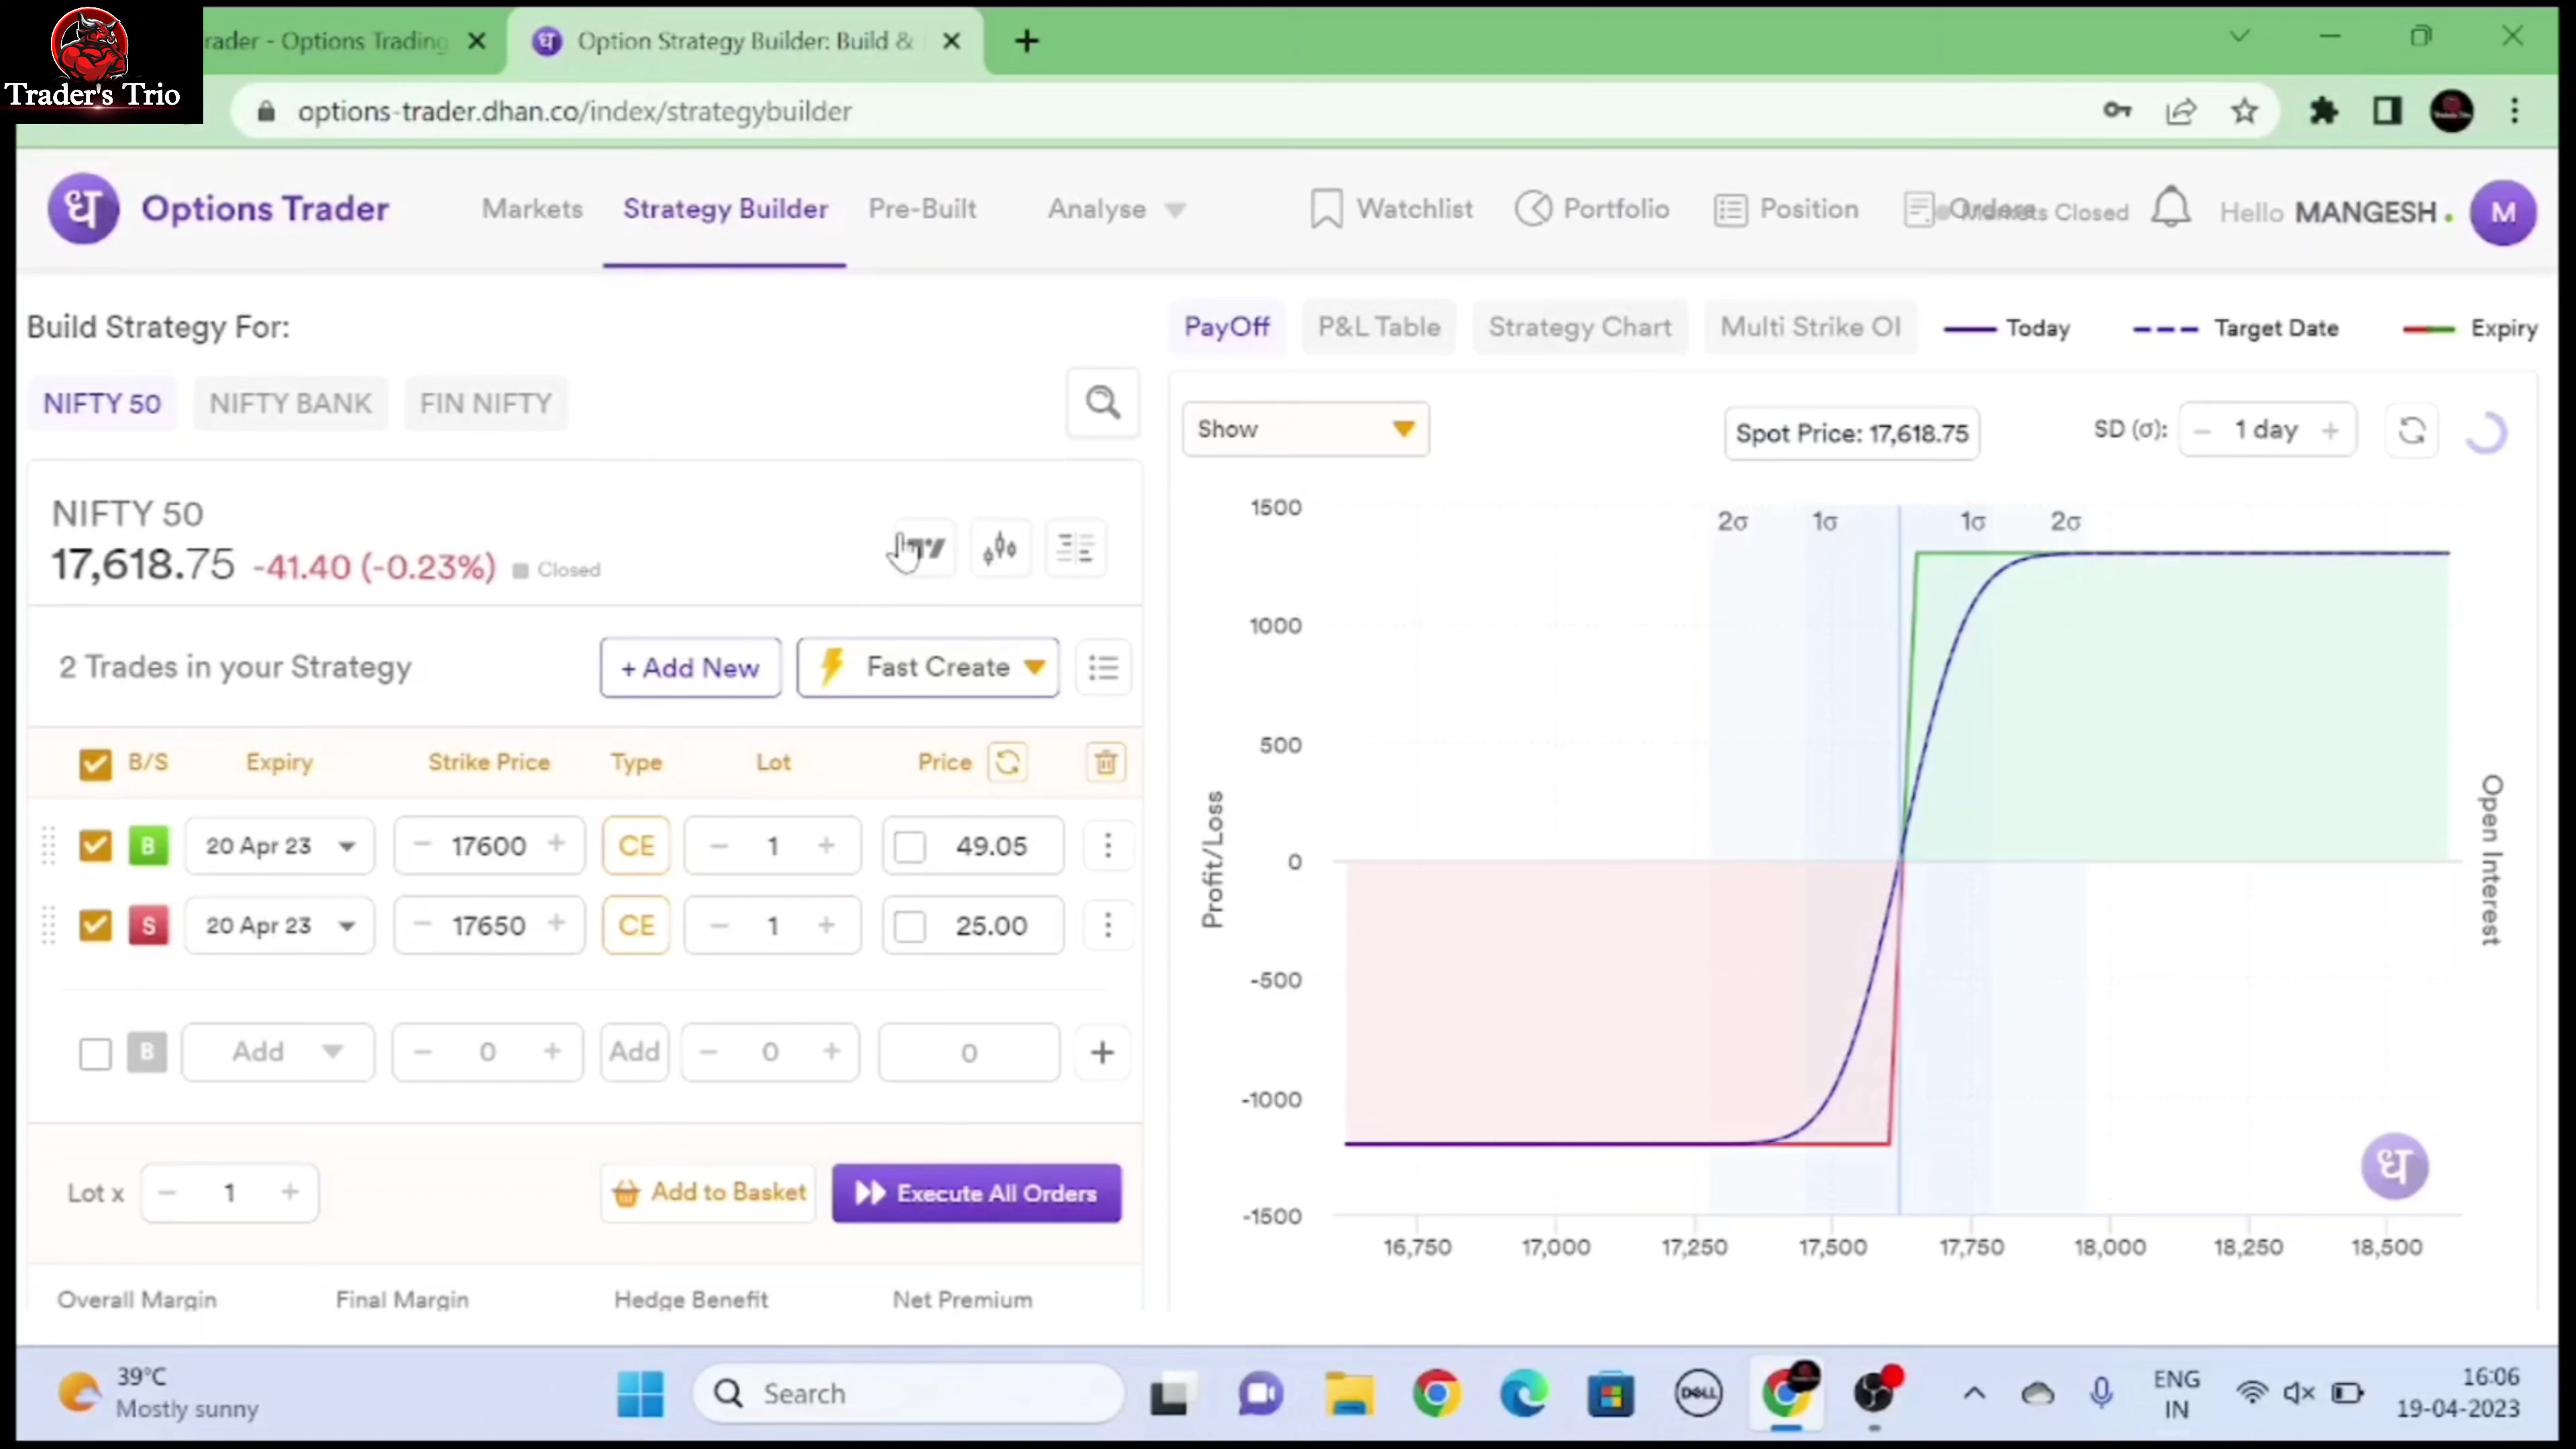 Trader's Trio
rader - Options Trading
Option Strategy Builder: Build &
options-trader.dhan.co/index/strategybuilder
ध
Options Trader
Markets
Strategy Builder
Pre-Built
Analyse
Watchlist
Portfolio
Position
Orders
Markets Closed
Hello MANGESH
M
Build Strategy For:
NIFTY 50
NIFTY BANK
FIN NIFTY
NIFTY 50
17,618.75 -41.40 (-0.23%) Closed
2 Trades in your Strategy
+ Add New
Fast Create
B/S Expiry Strike Price Type Lot Price
B 20 Apr 23 − 17600 + CE − 1 + 49.05
S 20 Apr 23 − 17650 + CE − 1 + 25.00
B Add − 0 + Add − 0 + 0 +
Lot x − 1 +
Add to Basket
Execute All Orders
Overall Margin Final Margin Hedge Benefit Net Premium
PayOff
P&L Table
Strategy Chart
Multi Strike OI
Today
Target Date
Expiry
Show
Spot Price: 17,618.75
SD (σ): − 1 day +
2σ 1σ 1σ 2σ
1500
1000
500
0
-500
-1000
-1500
Profit/Loss
Open Interest
16,750 17,000 17,250 17,500 17,750 18,000 18,250 18,500
ध
39°C
Mostly sunny
Search
DELL
ENG
IN
16:06
19-04-2023